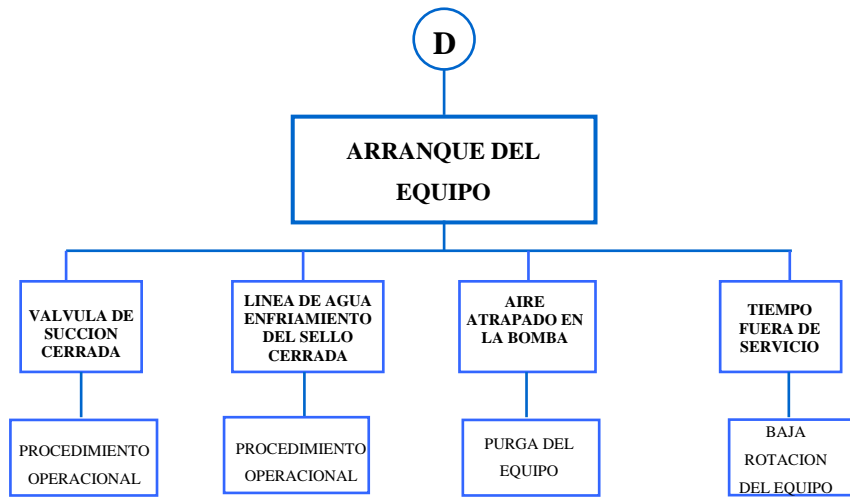 D
ARRANQUE DEL
EQUIPO
VALVULA DE
SUCCION
CERRADA
LINEA DE AGUA
ENFRIAMIENTO
DEL SELLO
CERRADA
AIRE
ATRAPADO EN
LA BOMBA
TIEMPO
FUERA DE
SERVICIO
PROCEDIMIENTO
OPERACIONAL
PROCEDIMIENTO
OPERACIONAL
PURGA DEL
EQUIPO
BAJA
ROTACION
DEL EQUIPO